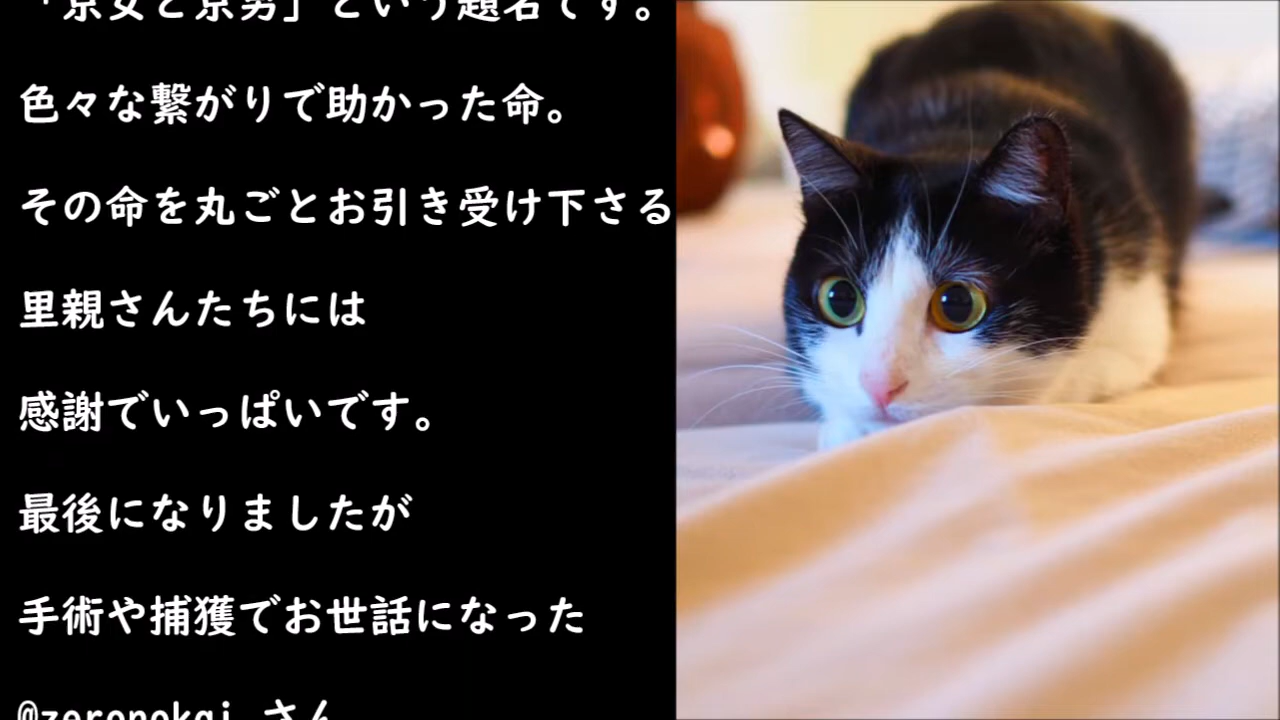 「京女と京男」という題名です。
色々な繋がりで助かった命。
その命を丸ごとお引き受け下さる
里親さんたちには
感謝でいっぱいです。
最後になりましたが
手術や捕獲でお世話になった
@zeronokai さん